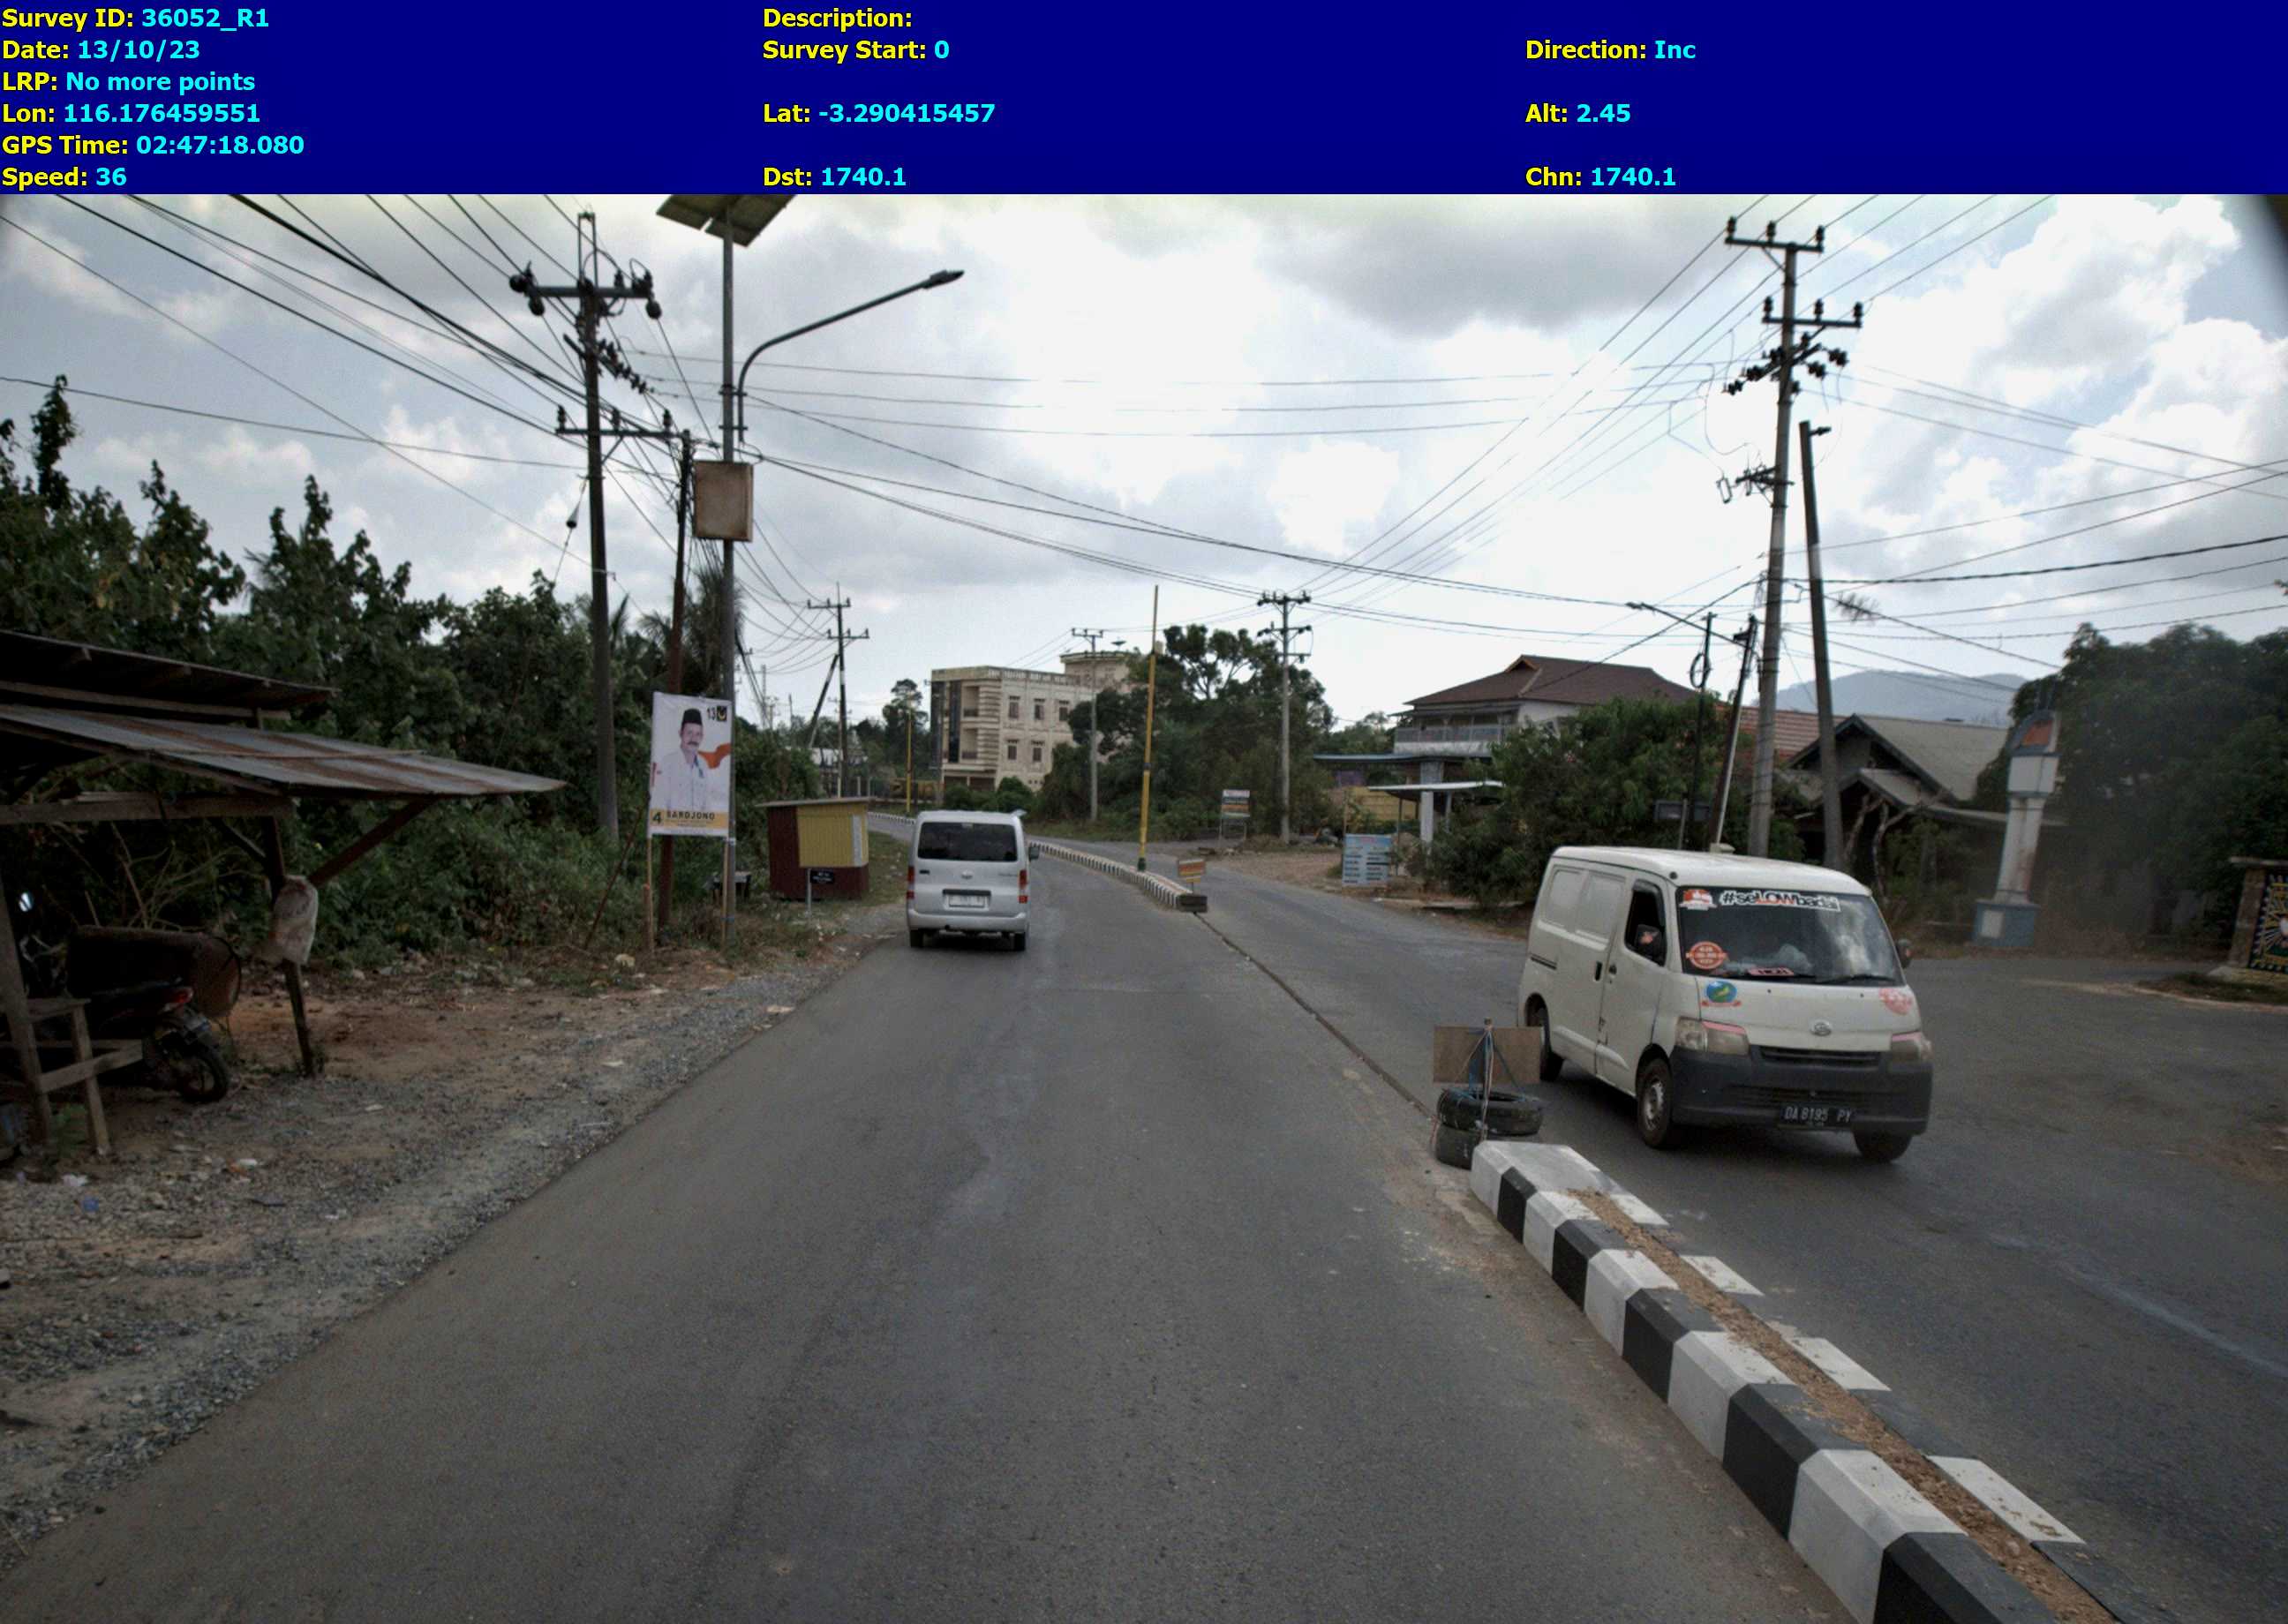 Survey ID: 36052_R1
Description:
Date: 13/10/23
Survey Start: 0
Direction: Inc
LRP: No more points
Lon: 116.176459551
Lat: -3.290415457
Alt: 2.45
GPS Time: 02:47:18.080
Speed: 36
Dst: 1740.1
Chn: 1740.1
13
4 SARDJONO
#seLOWbadai
DA 8195 PY